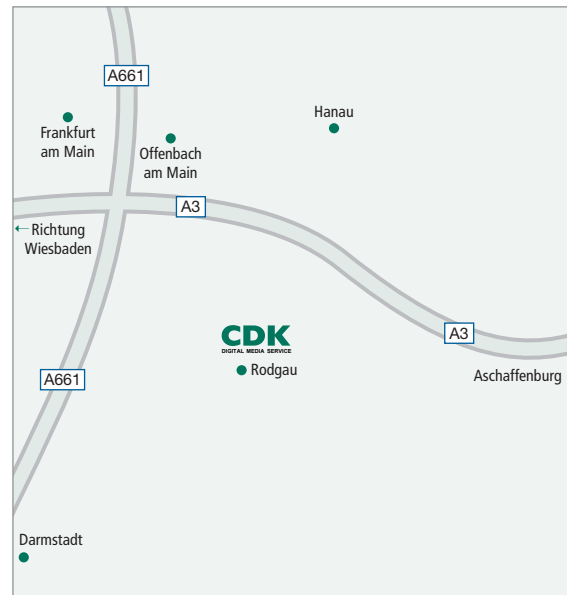 A661
Frankfurt
am Main
Offenbach
am Main
Hanau
A3
←Richtung
Wiesbaden
CDK
DIGITAL MEDIA SERVICE
Rodgau
A3
Aschaffenburg
A661
Darmstadt